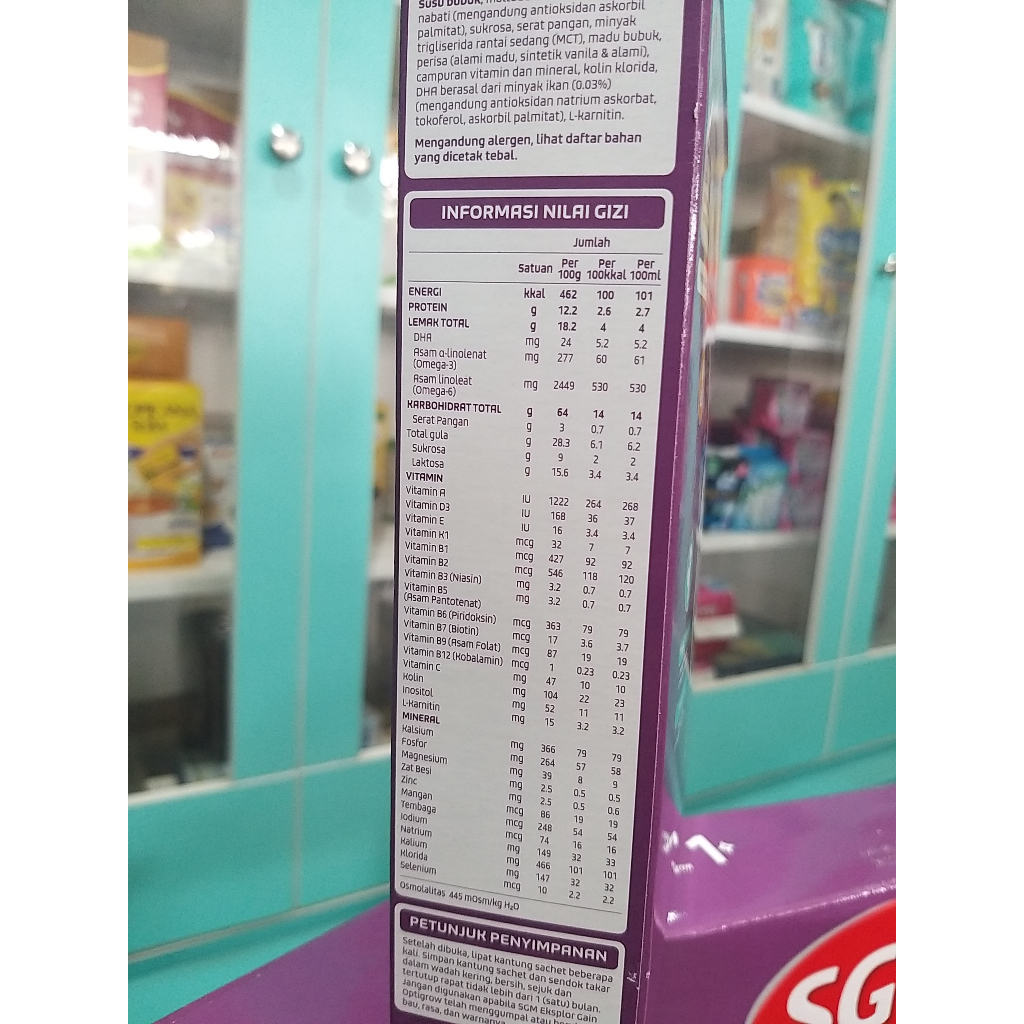 Susu bubuk,
nabati (mengandung antioksidan askorbil
palmitat), sukrosa, serat pangan, minyak
trigliserida rantai sedang (MCT), madu bubuk,
perisa (alami madu, sintetik vanila & alami),
campuran vitamin dan mineral, kolin klorida,
DHA berasal dari minyak ikan (0.03%)
(mengandung antioksidan natrium askorbat,
tokoferol, askorbil palmitat), L-karnitin.
Mengandung alergen, lihat daftar bahan
yang dicetak tebal.
INFORMASI NILAI GIZI
Jumlah
Satuan Per 100g Per 100kkal Per 100ml
ENERGI kkal 462 100 101
PROTEIN g 12.2 2.6 2.7
LEMAK TOTAL g 18.2 4 4
DHA mg 24 5.2 5.2
Asam α-linolenat (Omega-3) mg 277 60 61
Asam linoleat (Omega-6) mg 2449 530 530
KARBOHIDRAT TOTAL g 64 14 14
Serat Pangan g 3 0.7 0.7
Total gula g 28.3 6.1 6.2
Sukrosa g 9 2 2
Laktosa g 15.6 3.4 3.4
VITAMIN
Vitamin A IU 1222 264 268
Vitamin D3 IU 168 36 37
Vitamin E IU 16 3.4 3.4
Vitamin K1 mcg 32 7 7
Vitamin B1 mcg 427 92 92
Vitamin B2 mcg 546 118 120
Vitamin B3 (Niasin) mg 3.2 0.7 0.7
Vitamin B5 (Asam Pantotenat) mg 3.2 0.7 0.7
Vitamin B6 (Piridoksin) mcg 363 79 79
Vitamin B7 (Biotin) mcg 17 3.6 3.7
Vitamin B9 (Asam Folat) mcg 87 19 19
Vitamin B12 (Kobalamin) mcg 1 0.23 0.23
Vitamin C mg 47 10 10
Kolin mg 104 22 23
Inositol mg 52 11 11
L-karnitin mg 15 3.2 3.2
MINERAL
Kalsium mg 366 79 79
Fosfor mg 264 57 58
Magnesium mg 39 8 9
Zat Besi mg 2.5 0.5 0.5
Zinc mg 2.5 0.5 0.6
Mangan mcg 86 19 19
Tembaga mcg 248 54 54
Iodium mcg 74 16 16
Natrium mg 149 32 33
Kalium mg 466 101 101
Klorida mg 147 32 32
Selenium mcg 10 2.2 2.2
Osmolalitas 445 mOsm/kg H₂O
PETUNJUK PENYIMPANAN
Setelah dibuka, lipat kantung sachet beberapa
kali. Simpan kantung sachet dan sendok takar
dalam wadah kering, bersih, sejuk dan
tertutup rapat tidak lebih dari 1 (satu) bulan.
Jangan digunakan apabila SGM Eksplor Gain
Optigrow telah menggumpal atau
bau, rasa, dan warnanya
SG